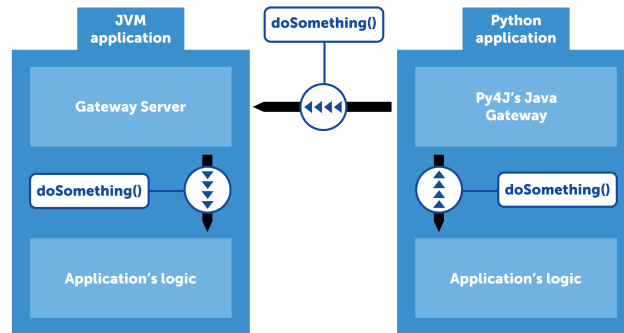 JVM
application
doSomething()
Python
application
Gateway Server
Py4J's Java
Gateway
doSomething()
doSomething()
Application's logic
Application's logic